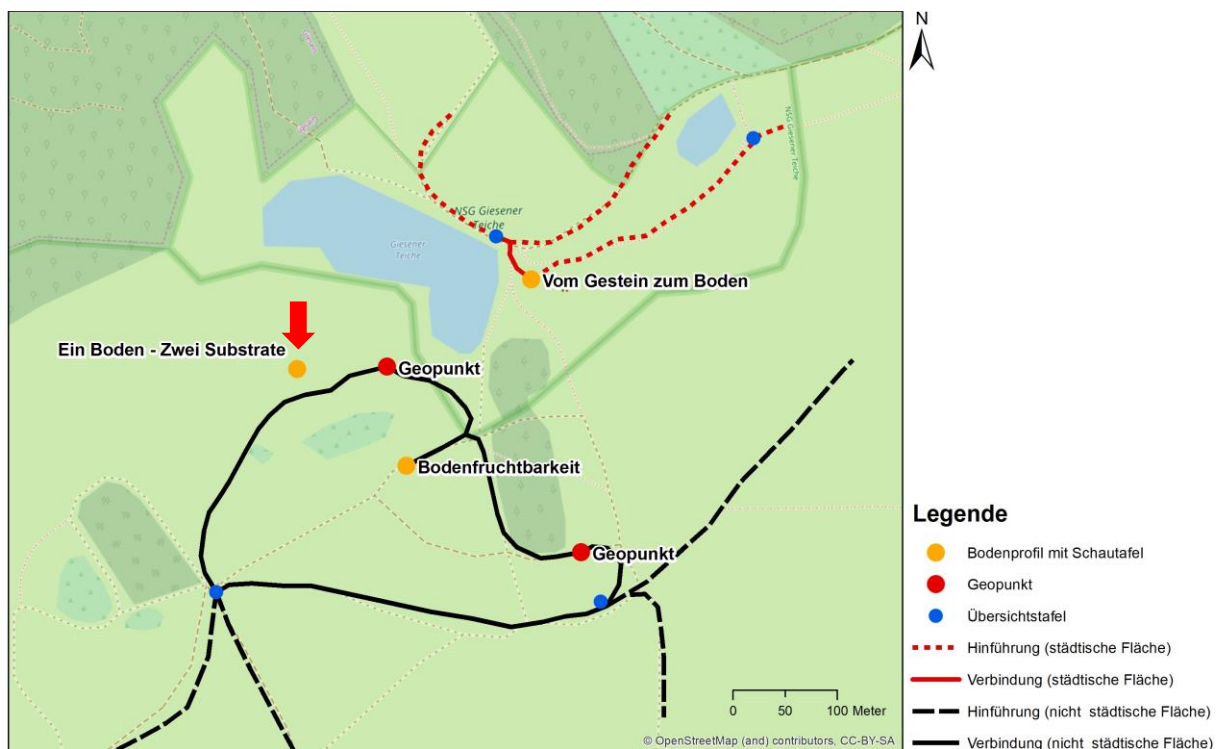 N
Giesen
Giesen
NSG Giesener Teiche
NSG Giesener
Teiche
Giesener
Teiche
Vom Gestein zum Boden
Ein Boden - Zwei Substrate
Geopunkt
Bodenfruchtbarkeit
Geopunkt
Legende
Bodenprofil mit Schautafel
Geopunkt
Übersichtstafel
Hinführung (städtische Fläche)
Verbindung (städtische Fläche)
Hinführung (nicht städtische Fläche)
Verbindung (nicht städtische Fläche)
0 50 100 Meter
© OpenStreetMap (and) contributors, CC-BY-SA